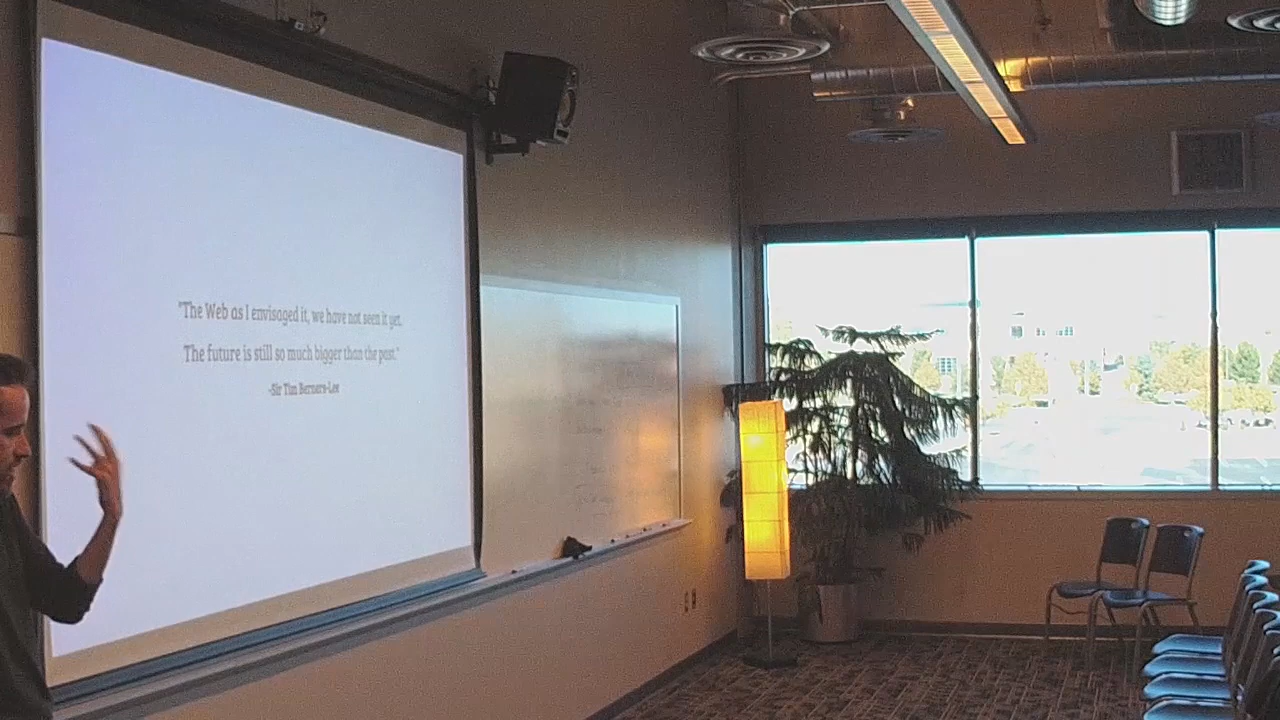 "The Web as I envisaged it, we have not seen it yet.
The future is still so much bigger than the past."
-Sir Tim Berners-Lee